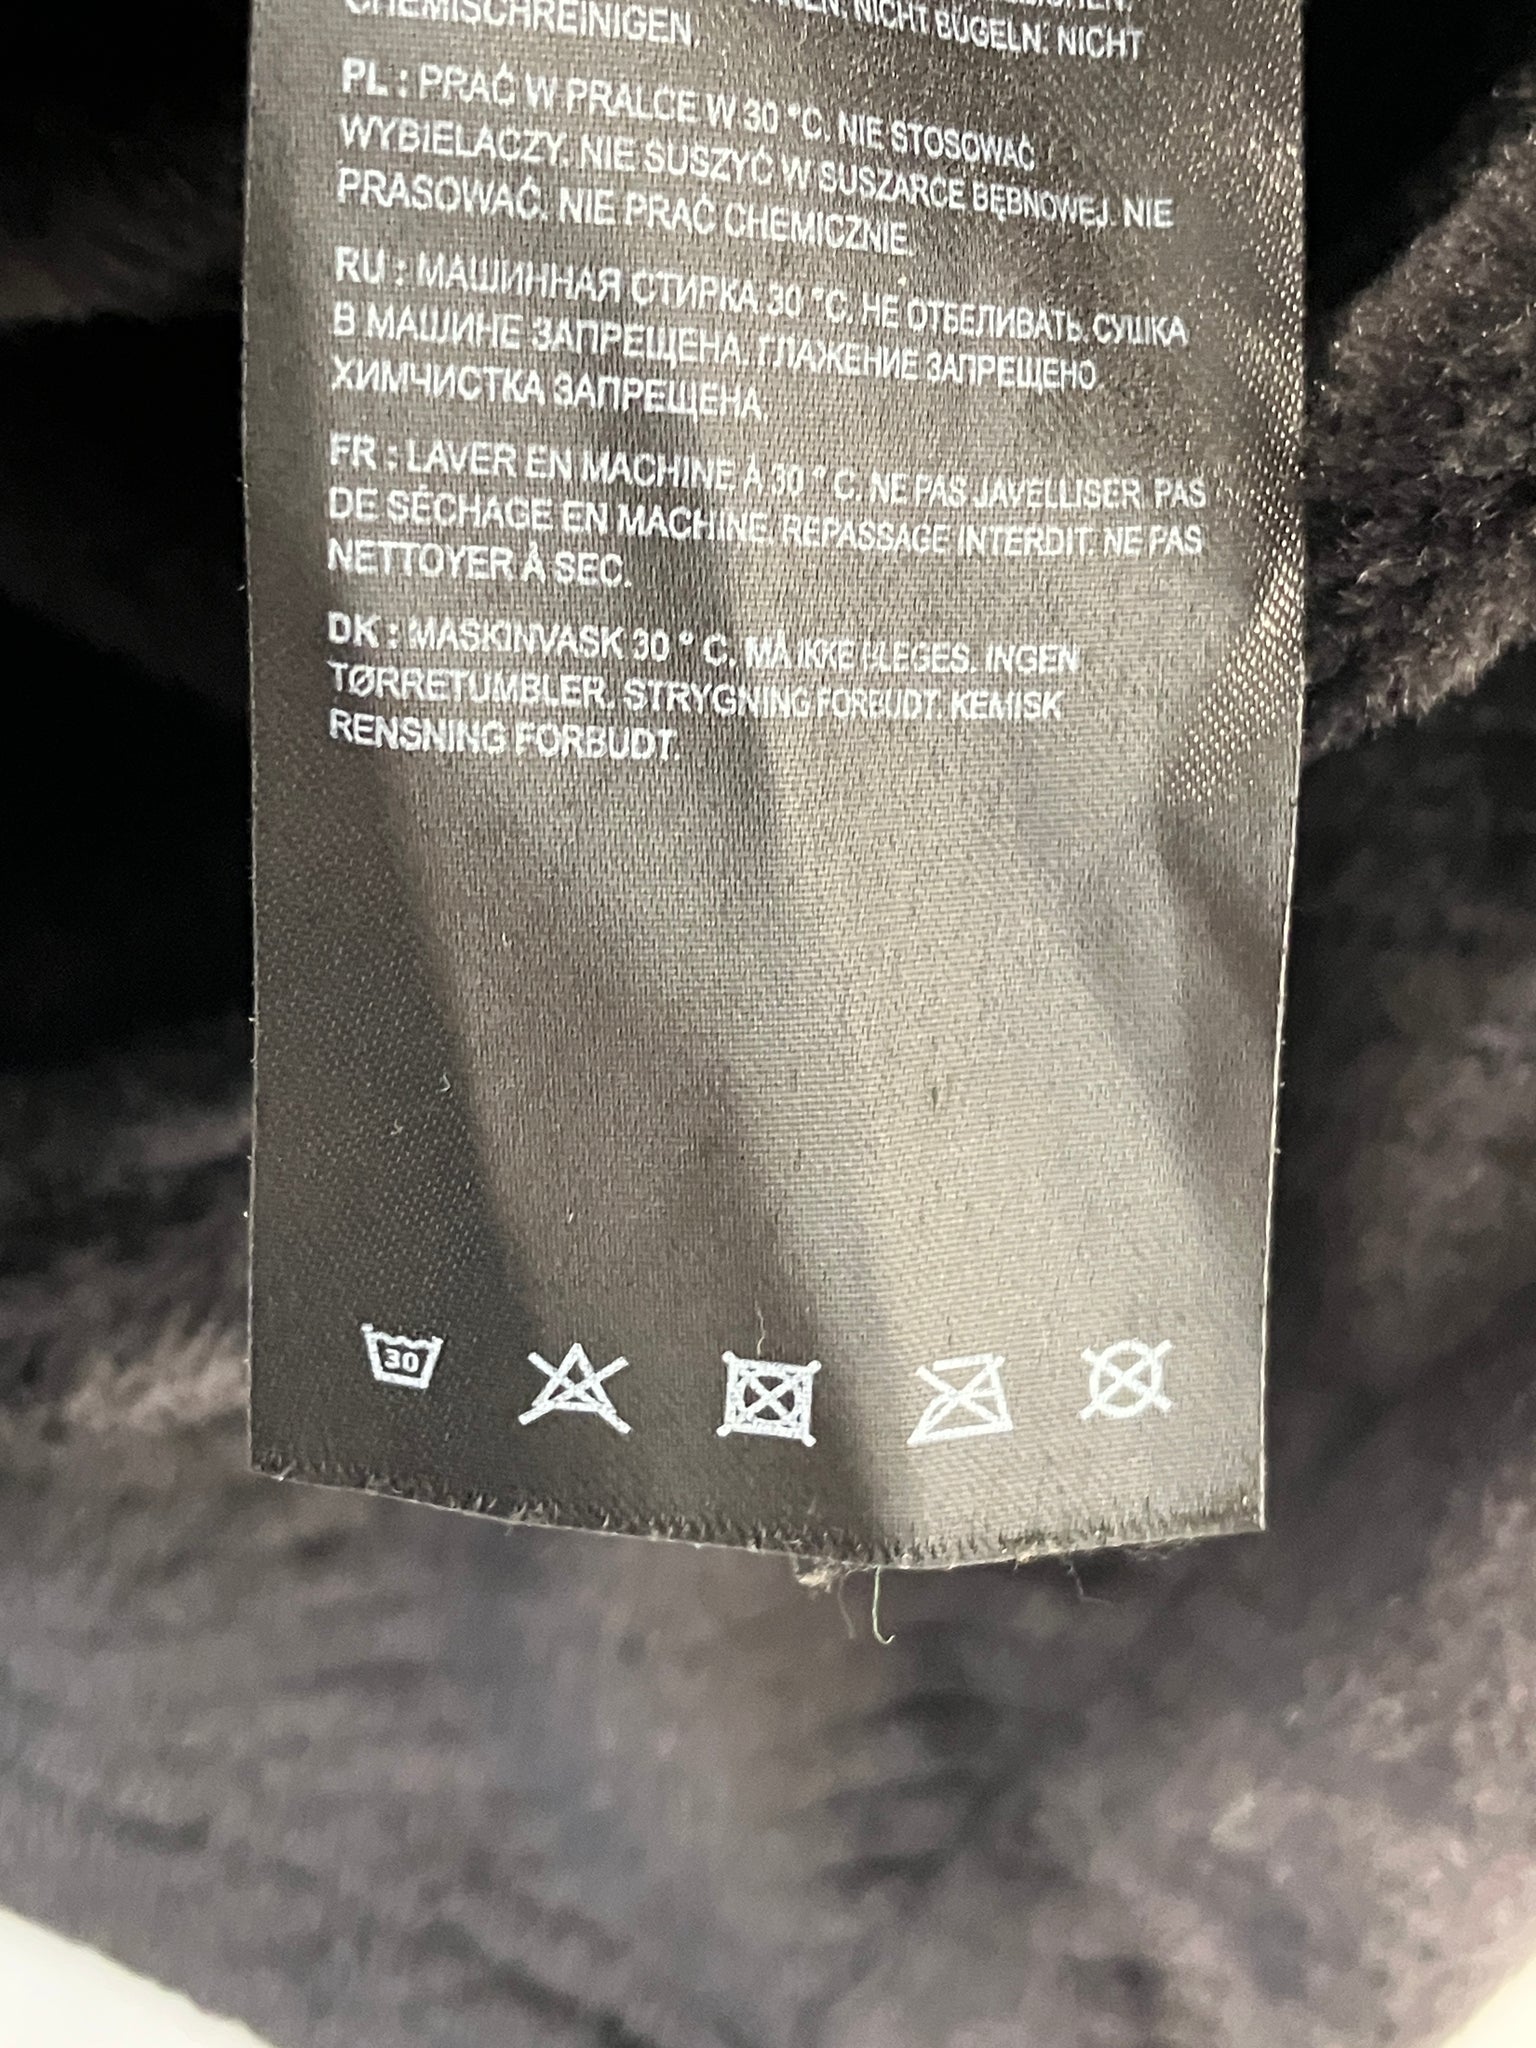 CHEMISCHREINIGEN. NICHT BÜGELN. NICHT
PL : PRAĆ W PRALCE W 30 °C. NIE STOSOWAĆ
WYBIELACZY. NIE SUSZYĆ W SUSZARCE BĘBNOWEJ. NIE
PRASOWAĆ. NIE PRAĆ CHEMICZNIE.
RU : МАШИННАЯ СТИРКА 30 °C. НЕ ОТБЕЛИВАТЬ. СУШКА
В МАШИНЕ ЗАПРЕЩЕНА. ГЛАЖЕНИЕ ЗАПРЕЩЕНО
ХИМЧИСТКА ЗАПРЕЩЕНА.
FR : LAVER EN MACHINE À 30 ° C. NE PAS JAVELLISER. PAS
DE SÉCHAGE EN MACHINE. REPASSAGE INTERDIT. NE PAS
NETTOYER À SEC.
DK : MASKINVASK 30 ° C. MÅ IKKE BLEGES. INGEN
TØRRETUMBLER. STRYGNING FORBUDT. KEMISK
RENSNING FORBUDT.
30